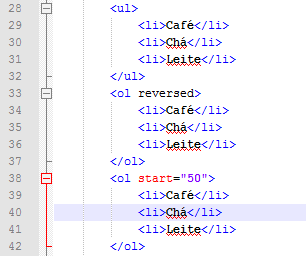 28 <ul>
29 <li>Café</li>
30 <li>Chá</li>
31 <li>Leite</li>
32 </ul>
33 <ol reversed>
34 <li>Café</li>
35 <li>Chá</li>
36 <li>Leite</li>
37 </ol>
38 <ol start="50">
39 <li>Café</li>
40 <li>Chá</li>
41 <li>Leite</li>
42 </ol>